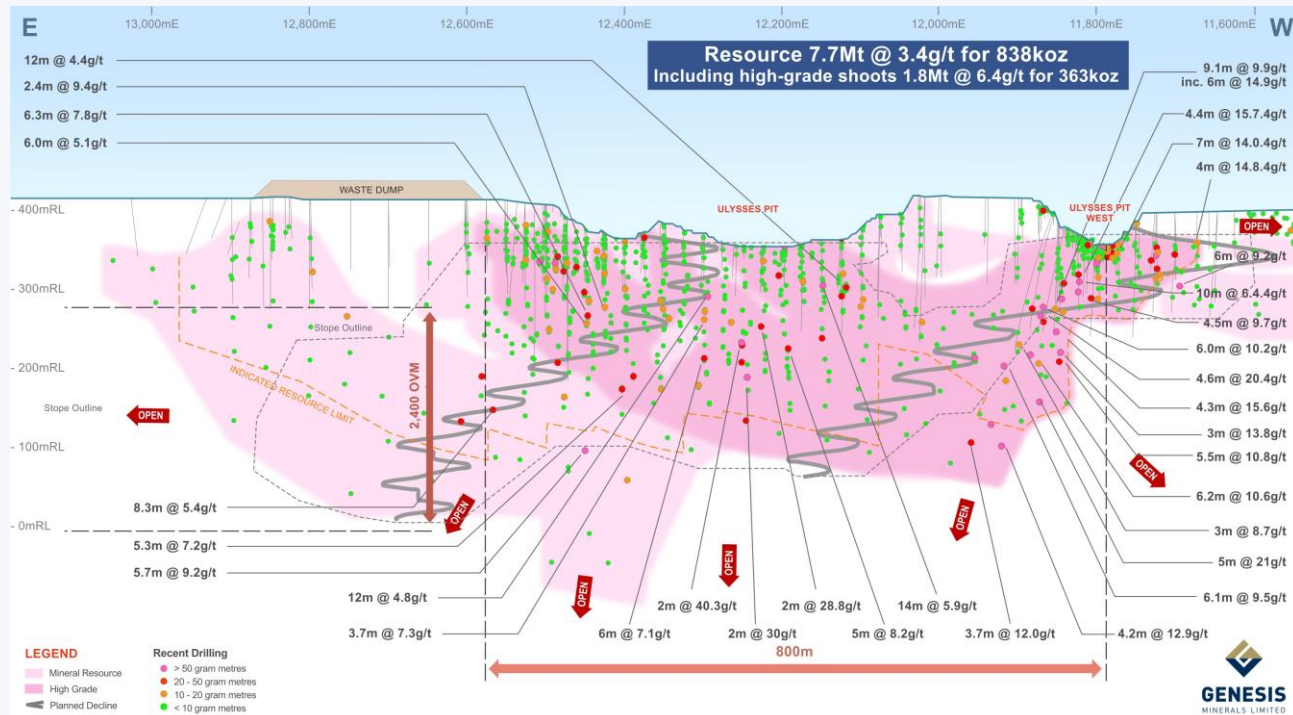 13,000mE
12,800mE
12,600mE
12,400mE
12,200mE
12,000mE
11,800mE
11,600mE
E
W
Resource 7.7Mt @ 3.4g/t for 838koz
Including high-grade shoots 1.8Mt @ 6.4g/t for 363koz
12m @ 4.4g/t
2.4m @ 9.4g/t
6.3m @ 7.8g/t
6.0m @ 5.1g/t
9.1m @ 9.9g/t
inc. 6m @ 14.9g/t
4.4m @ 15.7.4g/t
7m @ 14.0.4g/t
4m @ 14.8.4g/t
WASTE DUMP
ULYSSES PIT
ULYSSES PIT
WEST
400mRL
300mRL
200mRL
100mRL
0mRL
OPEN
6m @ 9.2g/t
10m @ 6.4.4g/t
4.5m @ 9.7g/t
6.0m @ 10.2g/t
4.6m @ 20.4g/t
4.3m @ 15.6g/t
3m @ 13.8g/t
5.5m @ 10.8g/t
6.2m @ 10.6g/t
3m @ 8.7g/t
5m @ 21g/t
6.1m @ 9.5g/t
4.2m @ 12.9g/t
Stope Outline
INDICATED RESOURCE LIMIT
2,400 OVM
Stope Outline
OPEN
OPEN
OPEN
OPEN
OPEN
OPEN
8.3m @ 5.4g/t
5.3m @ 7.2g/t
5.7m @ 9.2g/t
12m @ 4.8g/t
3.7m @ 7.3g/t
6m @ 7.1g/t
2m @ 40.3g/t
2m @ 30g/t
2m @ 28.8g/t
5m @ 8.2g/t
14m @ 5.9g/t
3.7m @ 12.0g/t
800m
LEGEND
Mineral Resource
High Grade
Planned Decline
Recent Drilling
> 50 gram metres
20 - 50 gram metres
10 - 20 gram metres
< 10 gram metres
GENESIS
MINERALS LIMITED